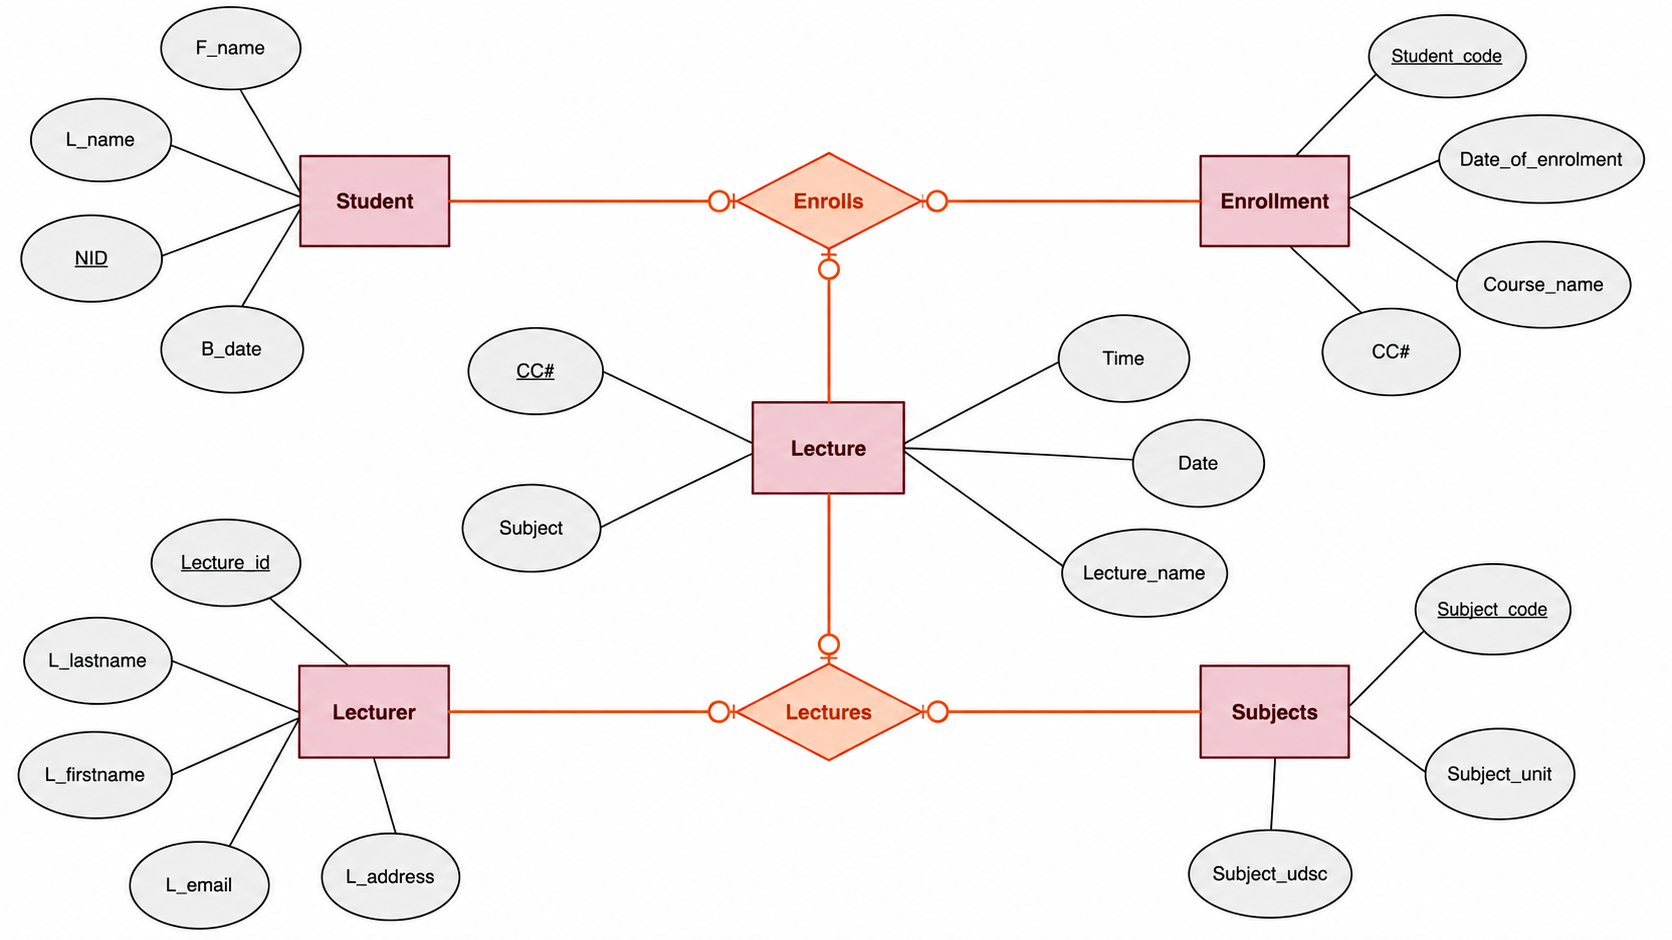 F_name
Student_code
L_name
Date_of_enrolment
Student
Enrolls
Enrollment
NID
Course_name
B_date
CC#
CC#
Time
Lecture
Date
Subject
Lecture_name
Lecture_id
Subject_code
L_lastname
Lecturer
Lectures
Subjects
L_firstname
Subject_unit
L_email
L_address
Subject_udsc